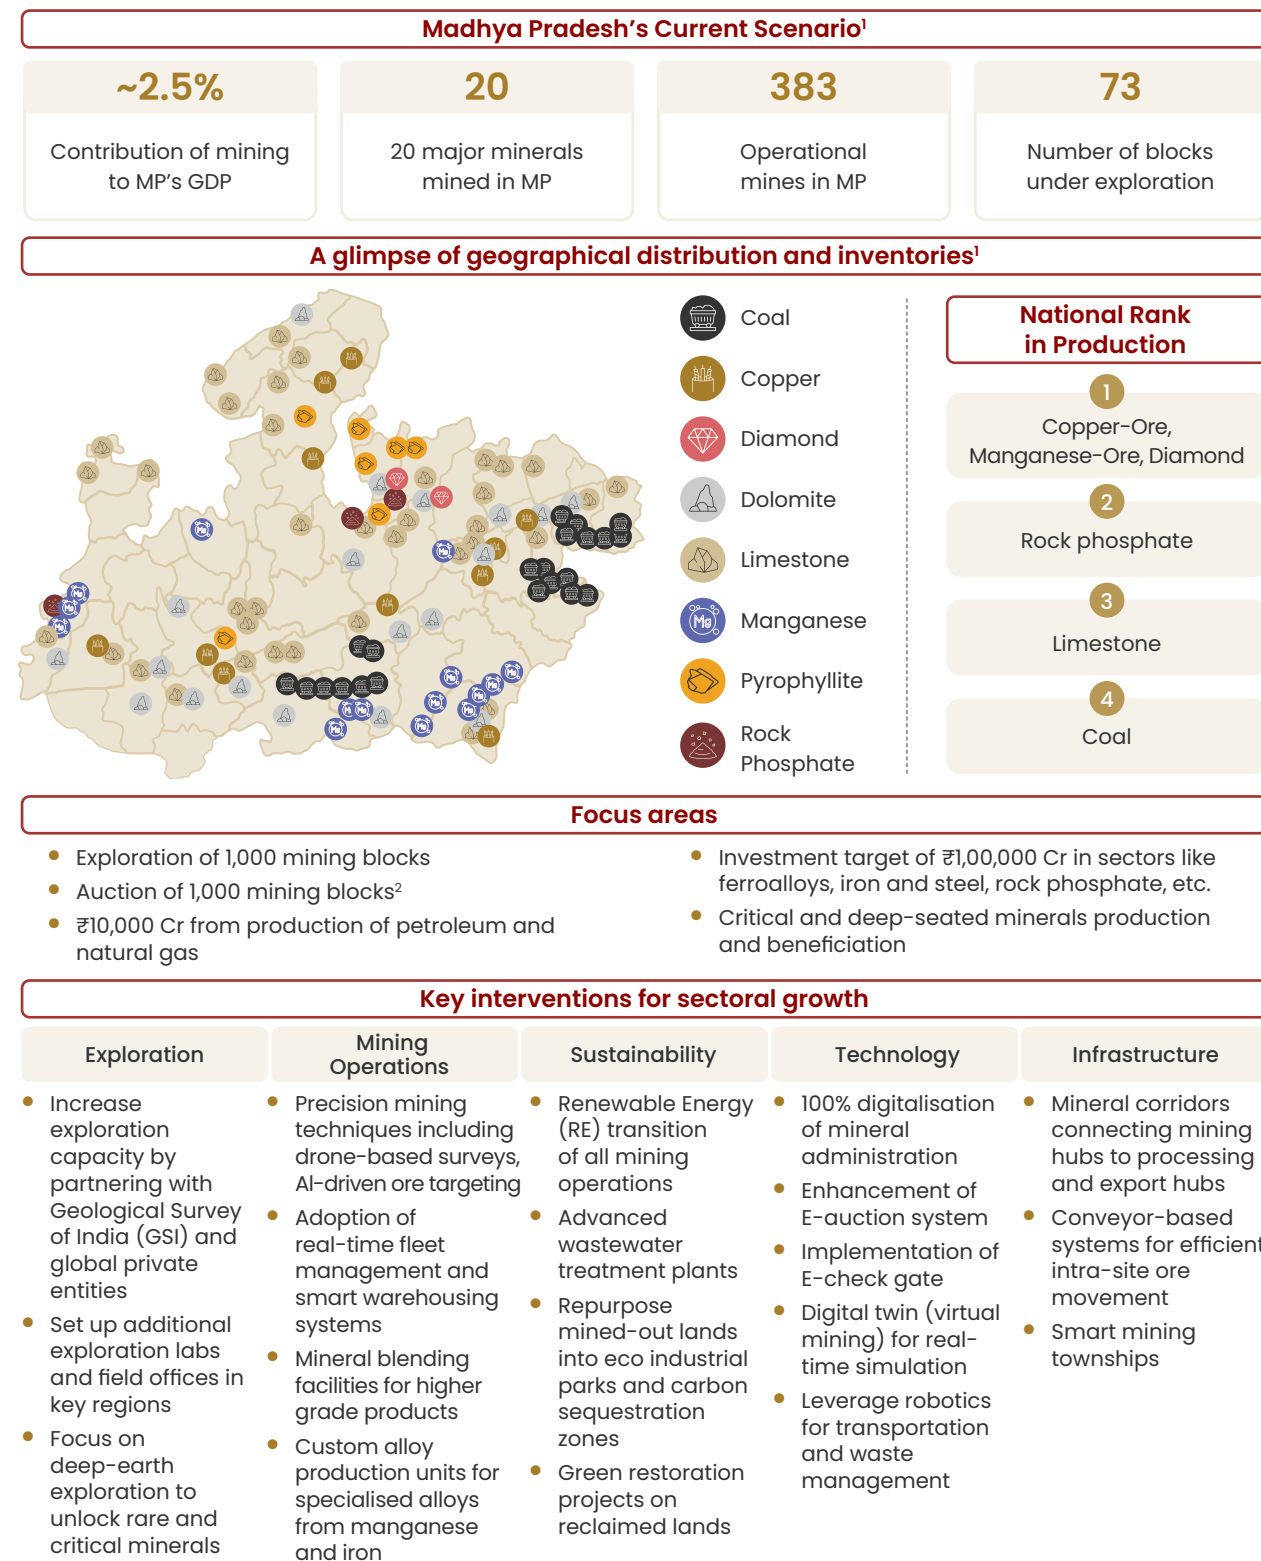 Madhya Pradesh's Current Scenario¹
~2.5%
Contribution of mining
to MP's GDP
20
20 major minerals
mined in MP
383
Operational
mines in MP
73
Number of blocks
under exploration
A glimpse of geographical distribution and inventories¹
Coal
Copper
Diamond
Dolomite
Limestone
Mg
Manganese
Pyrophyllite
Rock
Phosphate
National Rank
in Production
1
Copper-Ore,
Manganese-Ore, Diamond
2
Rock phosphate
3
Limestone
4
Coal
Focus areas
• Exploration of 1,000 mining blocks
• Auction of 1,000 mining blocks²
• ₹10,000 Cr from production of petroleum and
natural gas
• Investment target of ₹1,00,000 Cr in sectors like
ferroalloys, iron and steel, rock phosphate, etc.
• Critical and deep-seated minerals production
and beneficiation
Key interventions for sectoral growth
Exploration
• Increase
exploration
capacity by
partnering with
Geological Survey
of India (GSI) and
global private
entities
• Set up additional
exploration labs
and field offices in
key regions
• Focus on
deep-earth
exploration to
unlock rare and
critical minerals
Mining
Operations
• Precision mining
techniques including
drone-based surveys,
AI-driven ore targeting
• Adoption of
real-time fleet
management and
smart warehousing
systems
• Mineral blending
facilities for higher
grade products
• Custom alloy
production units for
specialised alloys
from manganese
and iron
Sustainability
• Renewable Energy
(RE) transition
of all mining
operations
• Advanced
wastewater
treatment plants
• Repurpose
mined-out lands
into eco industrial
parks and carbon
sequestration
zones
• Green restoration
projects on
reclaimed lands
Technology
• 100% digitalisation
of mineral
administration
• Enhancement of
E-auction system
• Implementation of
E-check gate
• Digital twin (virtual
mining) for real-
time simulation
• Leverage robotics
for transportation
and waste
management
Infrastructure
• Mineral corridors
connecting mining
hubs to processing
and export hubs
• Conveyor-based
systems for efficient
intra-site ore
movement
• Smart mining
townships